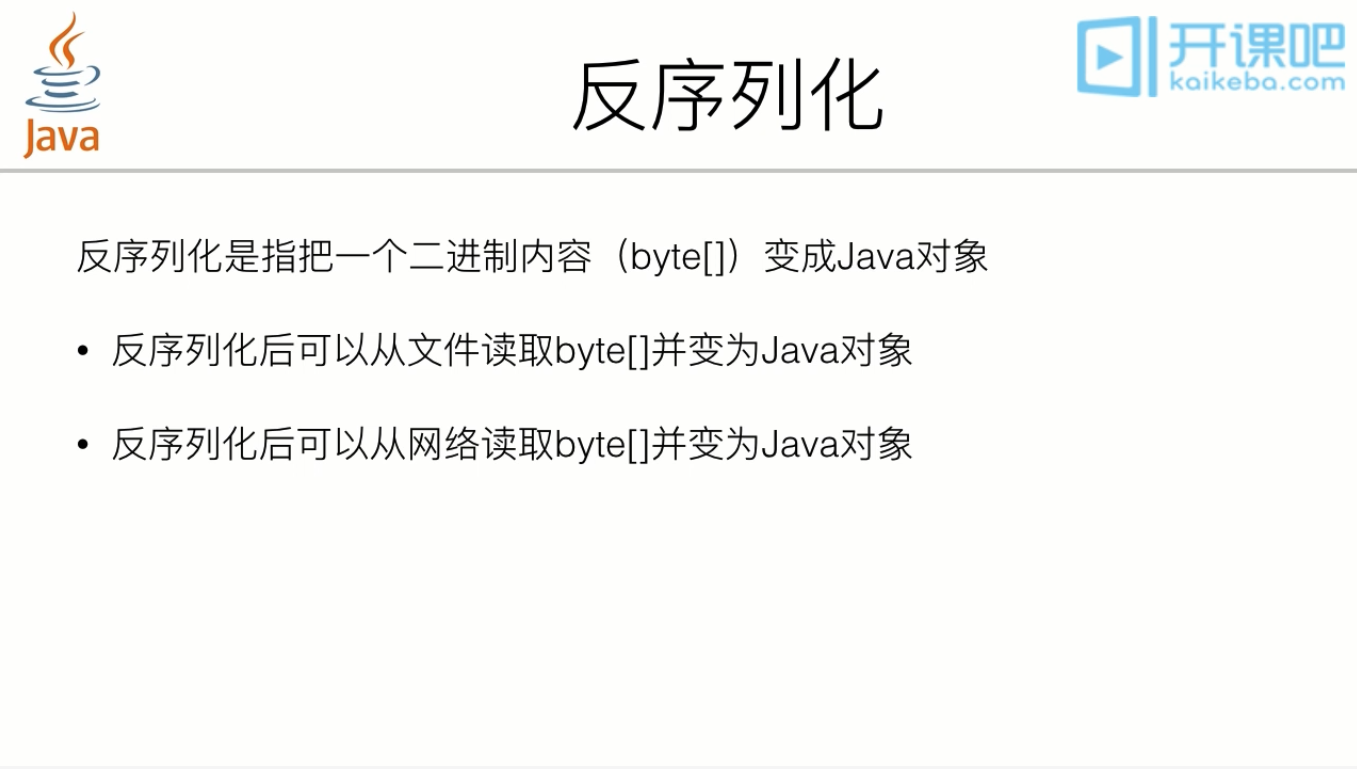 Java
反序列化
开课吧
kaikeba.com
反序列化是指把一个二进制内容（byte[]）变成Java对象
• 反序列化后可以从文件读取byte[]并变为Java对象
• 反序列化后可以从网络读取byte[]并变为Java对象